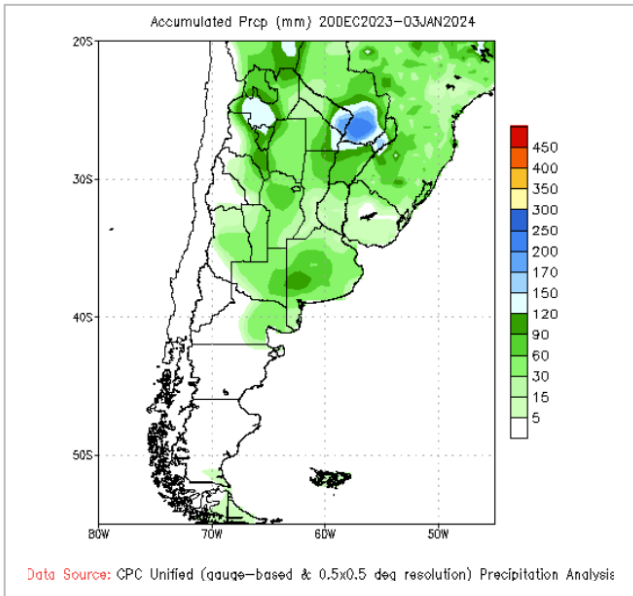 Accumulated Prcp (mm) 20DEC2023-03JAN2024
20S
30S
40S
50S
80W
70W
60W
50W
450
400
350
300
250
200
170
150
120
90
60
30
15
5
Data Source: CPC Unified (gauge-based & 0.5x0.5 deg resolution) Precipitation Analysis